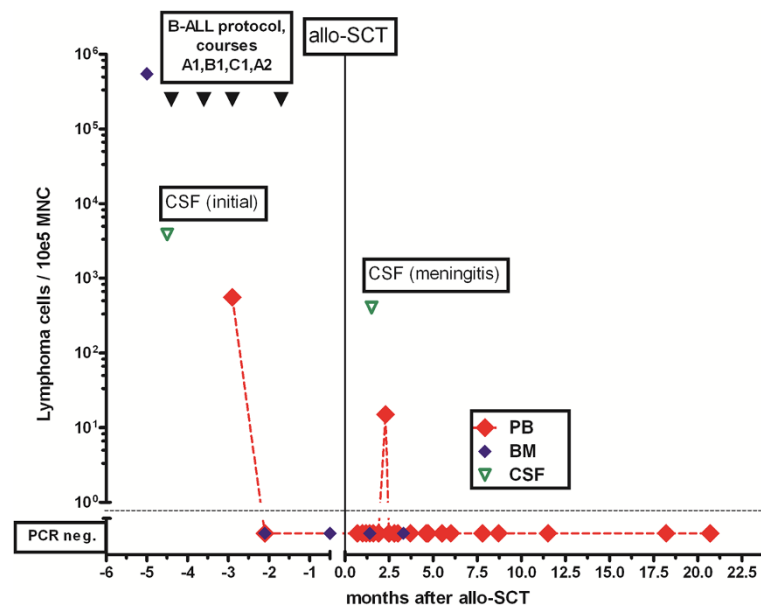 B-ALL protocol,
courses
A1,B1,C1,A2
allo-SCT
10⁶
10⁵
10⁴
10³
10²
10¹
10⁰
Lymphoma cells / 10e5 MNC
CSF (initial)
CSF (meningitis)
PB
BM
CSF
PCR neg.
-6 -5 -4 -3 -2 -1 0.0 2.5 5.0 7.5 10.0 12.5 15.0 17.5 20.0 22.5
months after allo-SCT